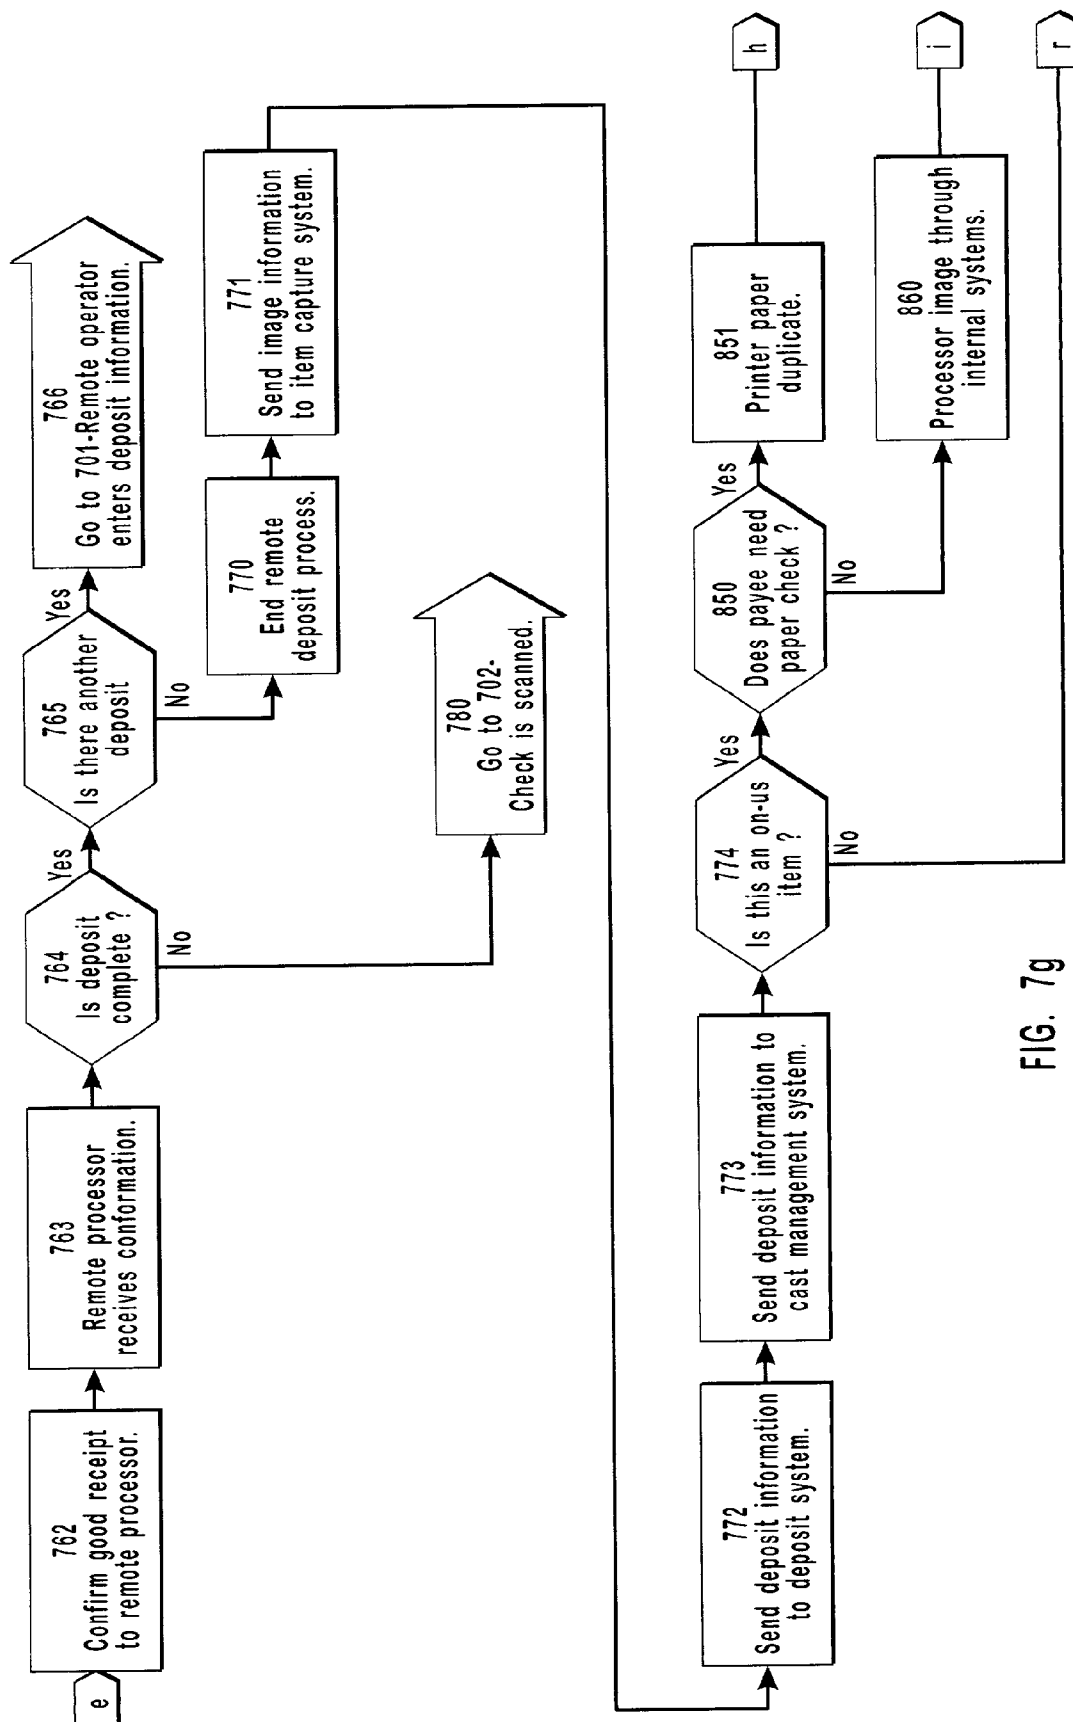 e
762
Confirm good receipt
to remote processor.
763
Remote processor
receives conformation.
764
Is deposit
complete ?
Yes
No
765
Is there another
deposit
Yes
No
766
Go to 701-Remote operator
enters deposit information.
770
End remote
deposit process.
771
Send image information
to item capture system.
780
Go to 702-
Check is scanned.
772
Send deposit information
to deposit system.
773
Send deposit information to
cast management system.
774
Is this an on-us
item ?
Yes
No
850
Does payee need
paper check ?
Yes
No
851
Printer paper
duplicate.
860
Processor image through
internal systems.
h
i
r
FIG. 7g